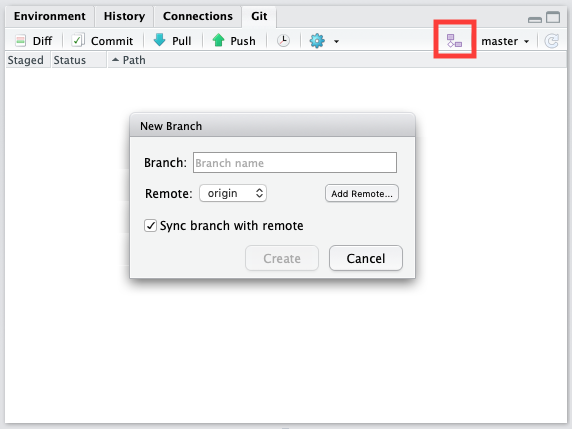 Environment History Connections Git
Diff Commit Pull Push master
Staged Status Path
New Branch
Branch: Branch name
Remote: origin Add Remote...
Sync branch with remote
Create Cancel